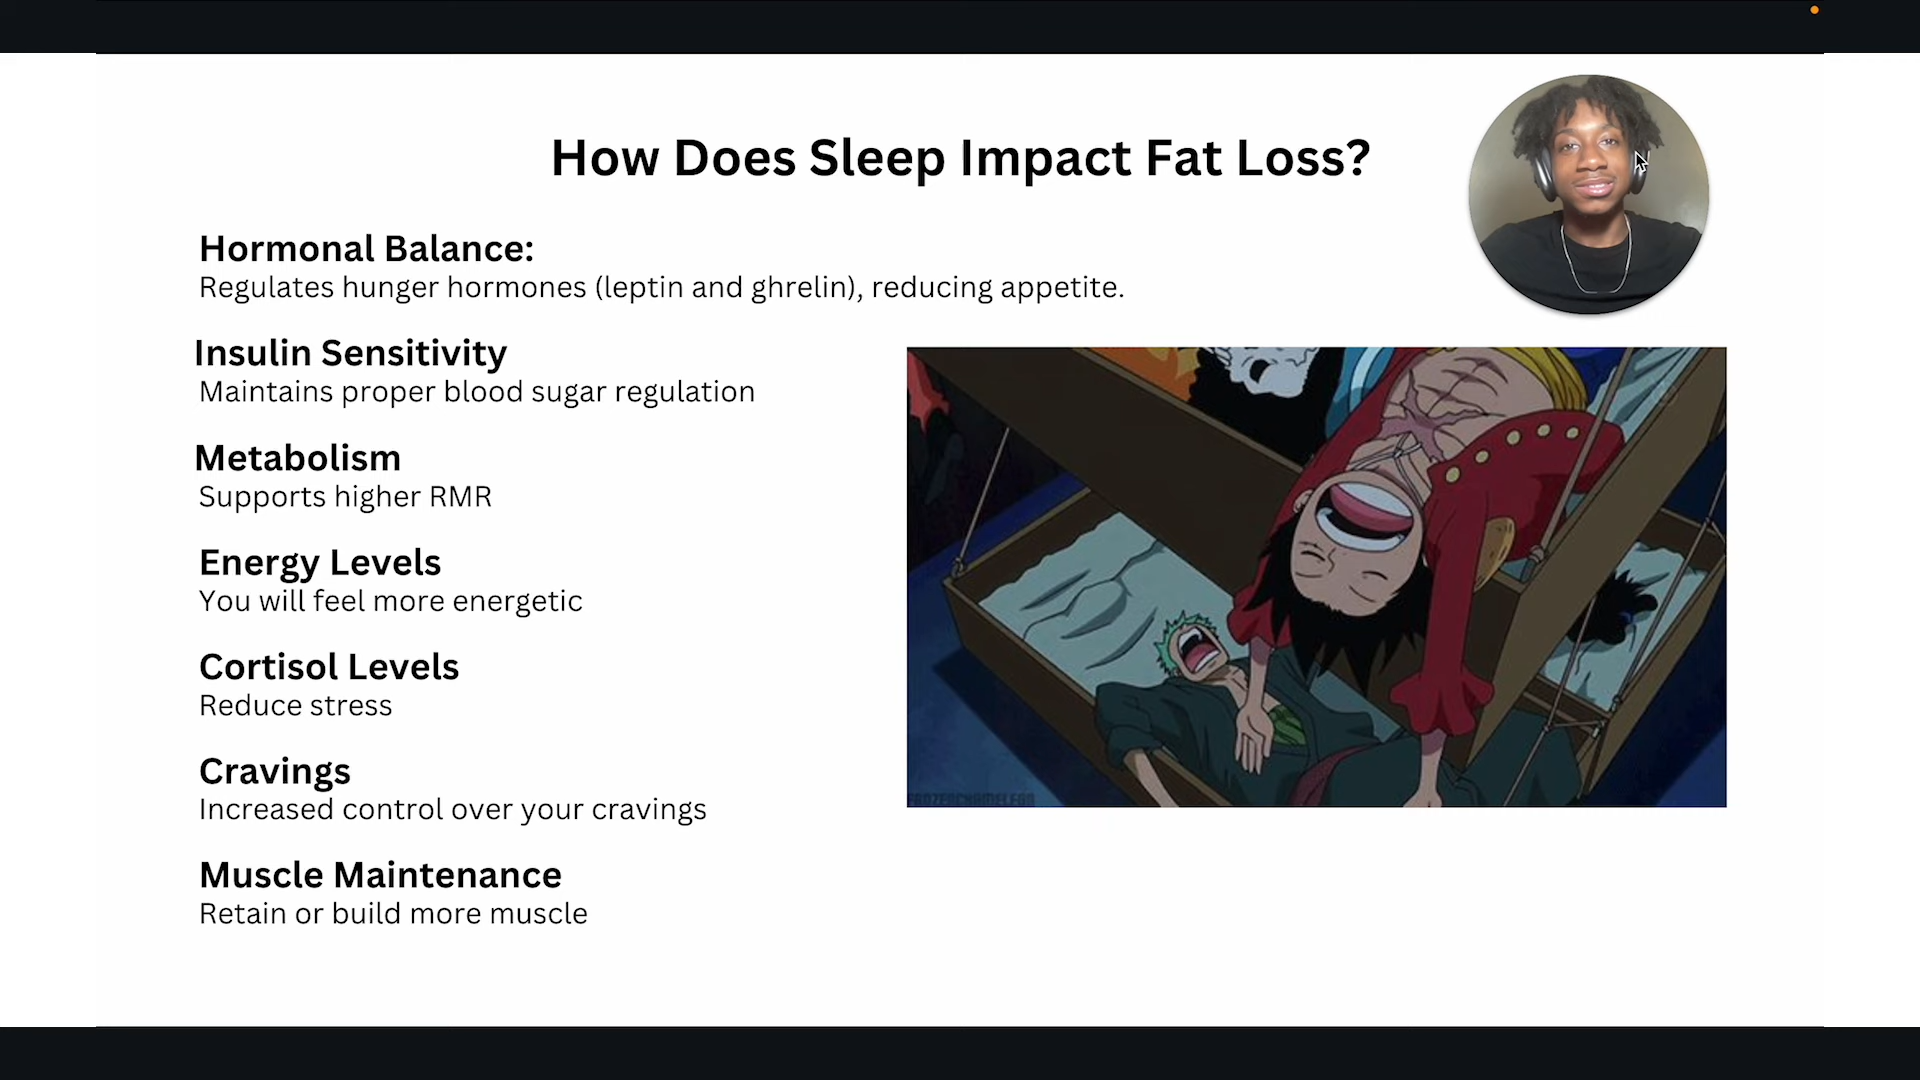 How Does Sleep Impact Fat Loss?
Hormonal Balance:
Regulates hunger hormones (leptin and ghrelin), reducing appetite.
Insulin Sensitivity
Maintains proper blood sugar regulation
Metabolism
Supports higher RMR
Energy Levels
You will feel more energetic
Cortisol Levels
Reduce stress
Cravings
Increased control over your cravings
Muscle Maintenance
Retain or build more muscle